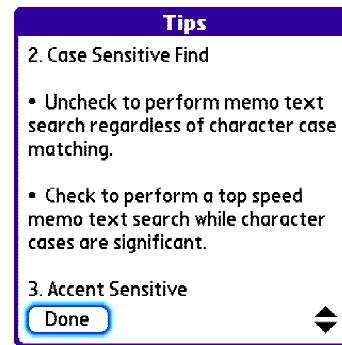 Tips
2. Case Sensitive Find
• Uncheck to perform memo text
search regardless of character case
matching.
• Check to perform a top speed
memo text search while character
cases are significant.
3. Accent Sensitive
Done